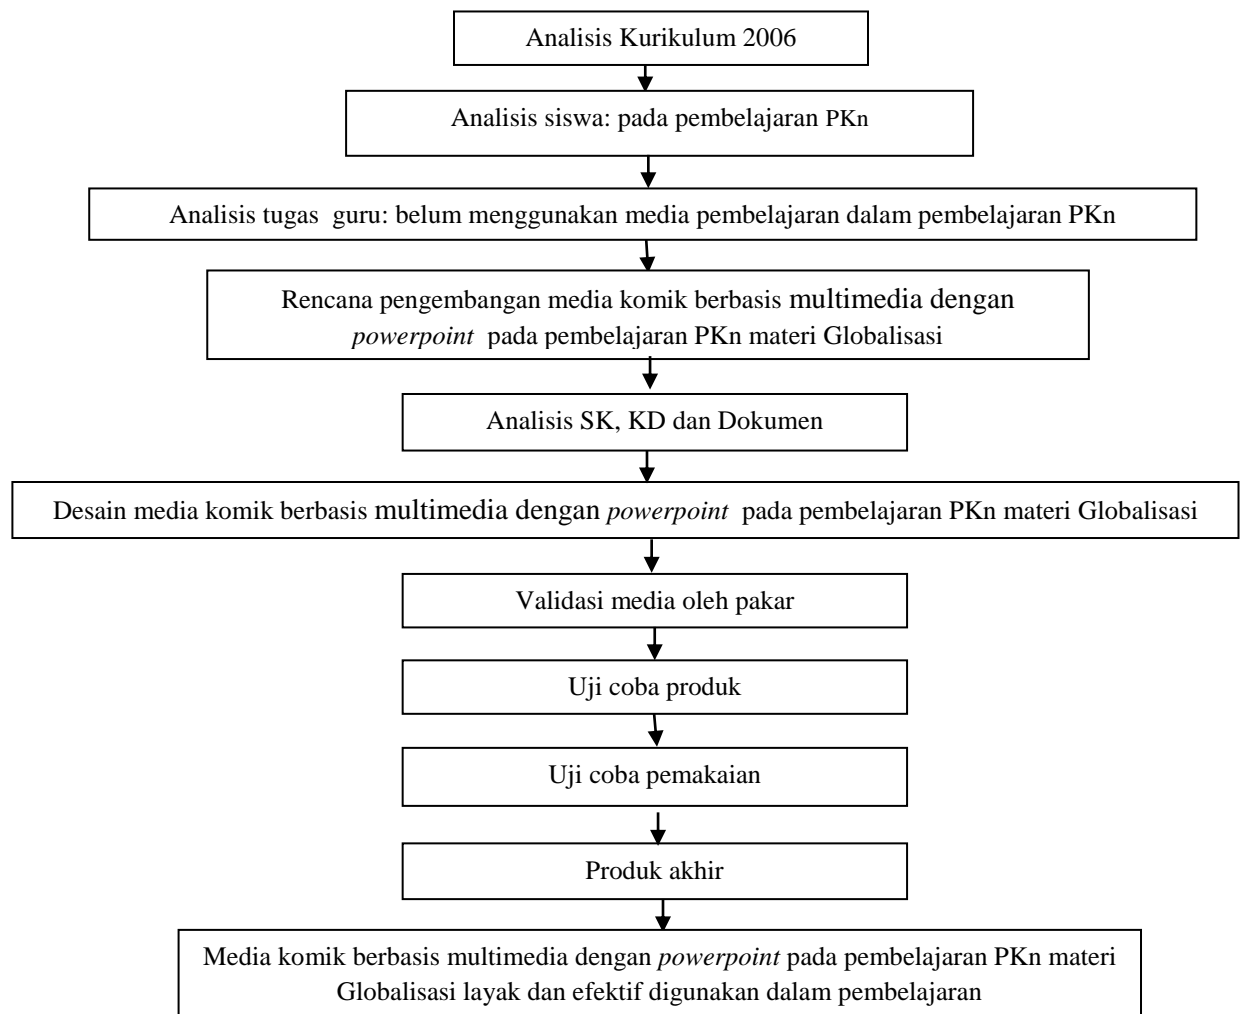 Analisis Kurikulum 2006
Analisis siswa: pada pembelajaran PKn
Analisis tugas guru: belum menggunakan media pembelajaran dalam pembelajaran PKn
Rencana pengembangan media komik berbasis multimedia dengan
powerpoint pada pembelajaran PKn materi Globalisasi
Analisis SK, KD dan Dokumen
Desain media komik berbasis multimedia dengan powerpoint pada pembelajaran PKn materi Globalisasi
Validasi media oleh pakar
Uji coba produk
Uji coba pemakaian
Produk akhir
Media komik berbasis multimedia dengan powerpoint pada pembelajaran PKn materi
Globalisasi layak dan efektif digunakan dalam pembelajaran